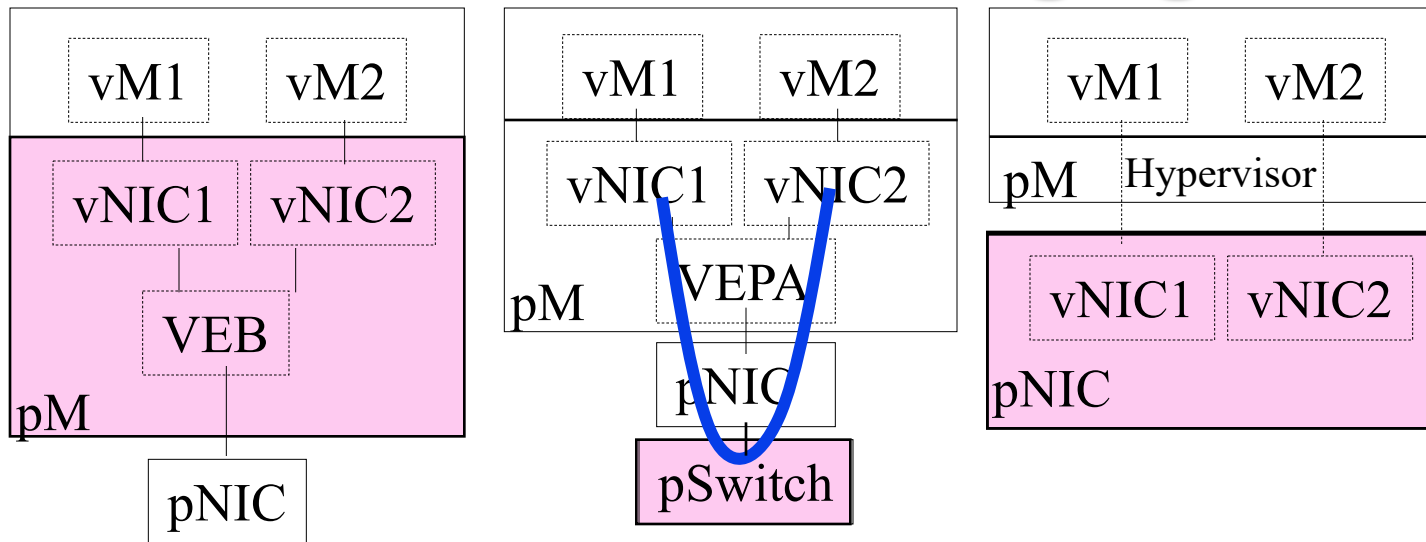 vM1 vM2
vNIC1 vNIC2
VEB
pM
pNIC
vM1 vM2
vNIC1 vNIC2
VEPA
pM
pNIC
pSwitch
vM1 vM2
pM Hypervisor
vNIC1 vNIC2
pNIC